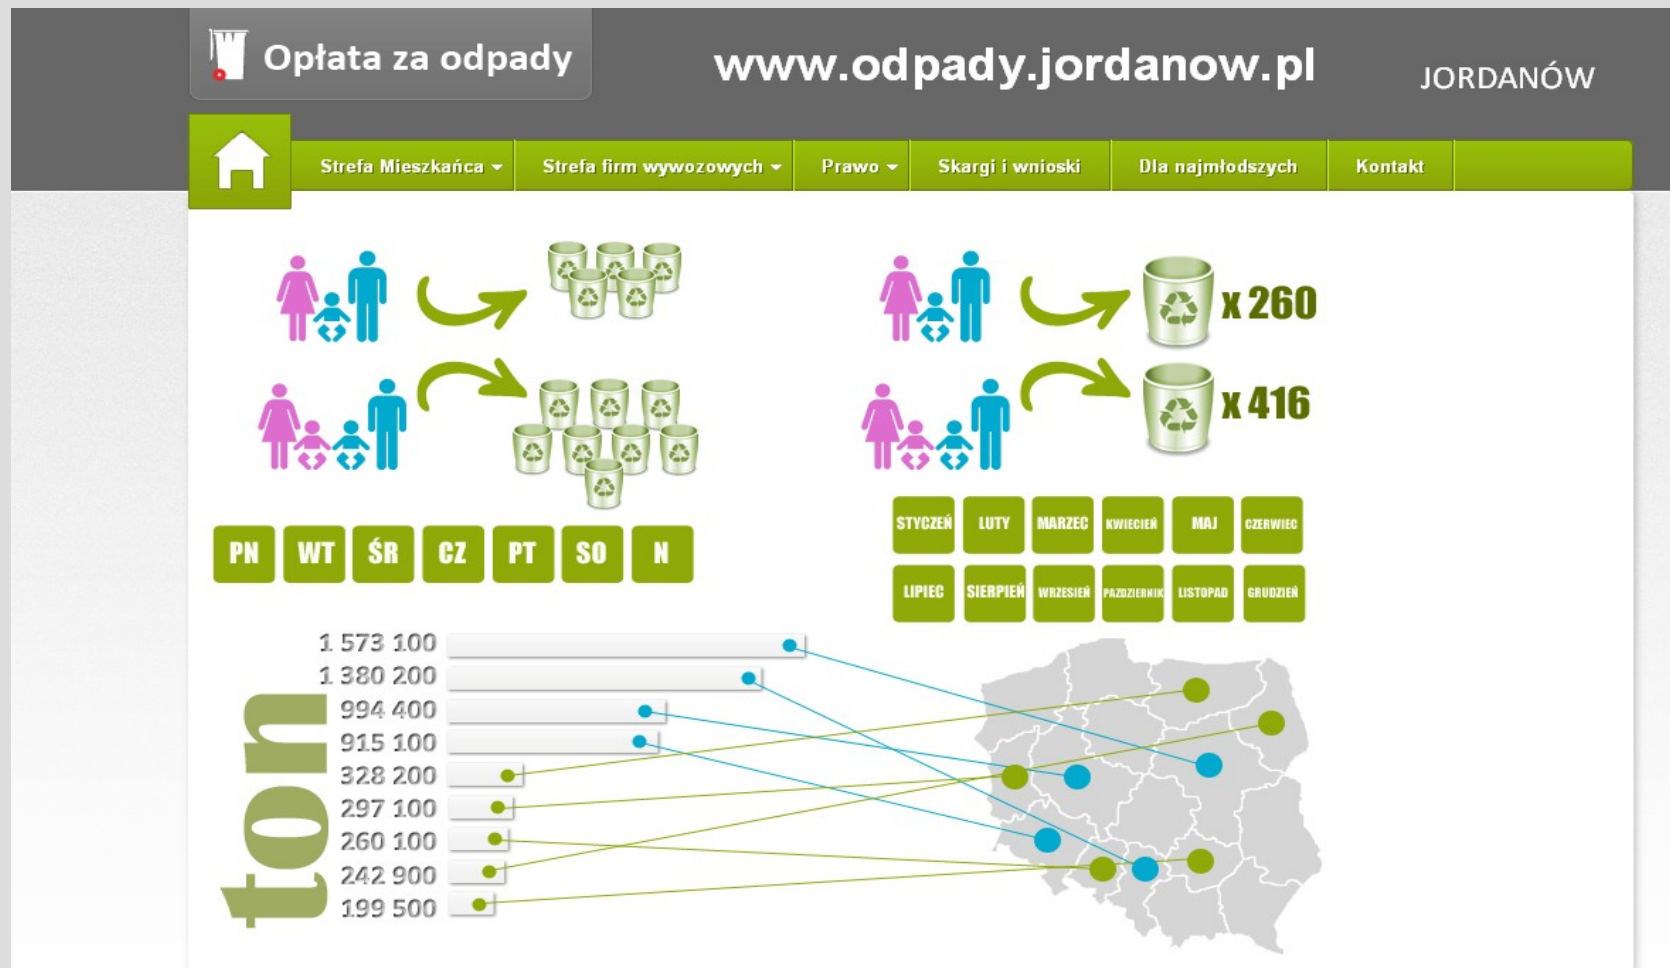 Opłata za odpady
www.odpady.jordanow.pl
JORDANÓW
Strefa Mieszkańca
Strefa firm wywozowych
Prawo
Skargi i wnioski
Dla najmłodszych
Kontakt
x 260
x 416
PN WT ŚR CZ PT SO N
STYCZEŃ LUTY MARZEC KWIECIEŃ MAJ CZERWIEC
LIPIEC SIERPIEŃ WRZESIEŃ PAZDZIERNIK LISTOPAD GRUDZIEŃ
ton
1 573 100
1 380 200
994 400
915 100
328 200
297 100
260 100
242 900
199 500